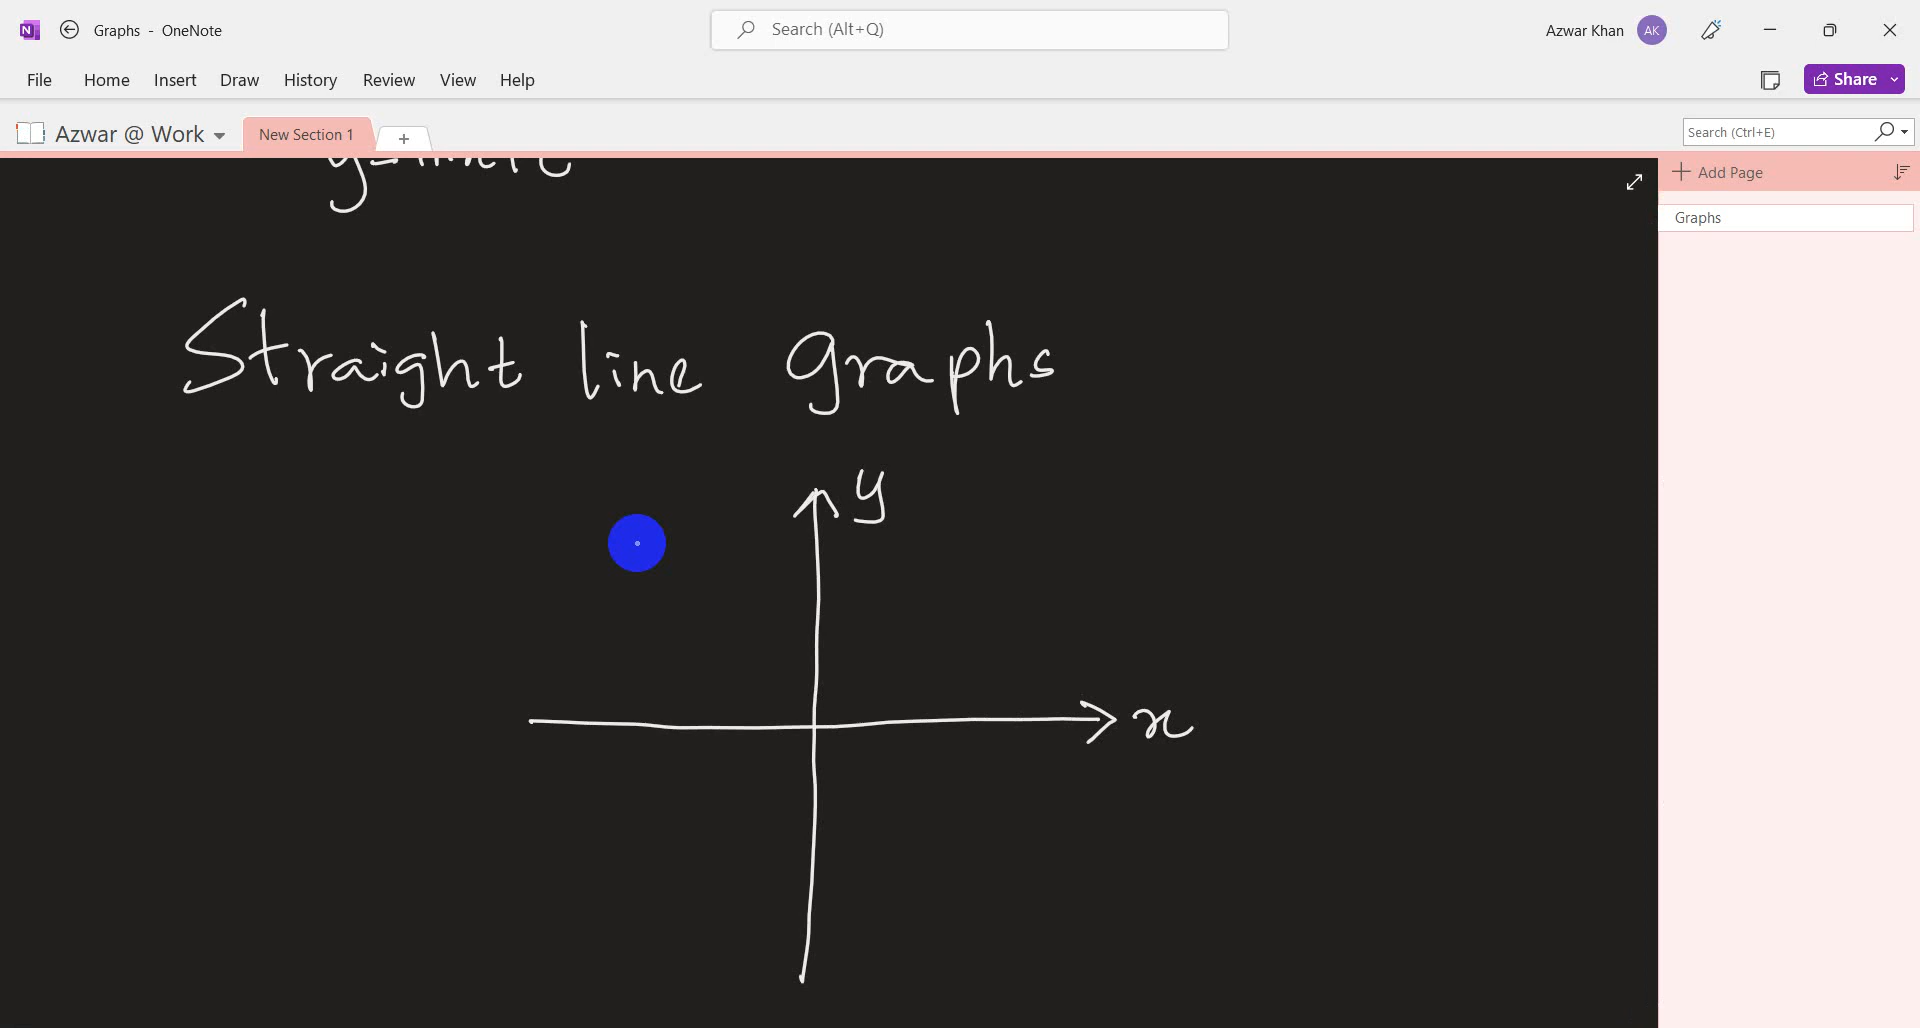 Graphs - OneNote
Search (Alt+Q)
Azwar Khan AK
File Home Insert Draw History Review View Help
Share
Azwar @ Work New Section 1 +
Search (Ctrl+E)
Add Page
Graphs
y=mx+c
Straight line Graphs
y
x